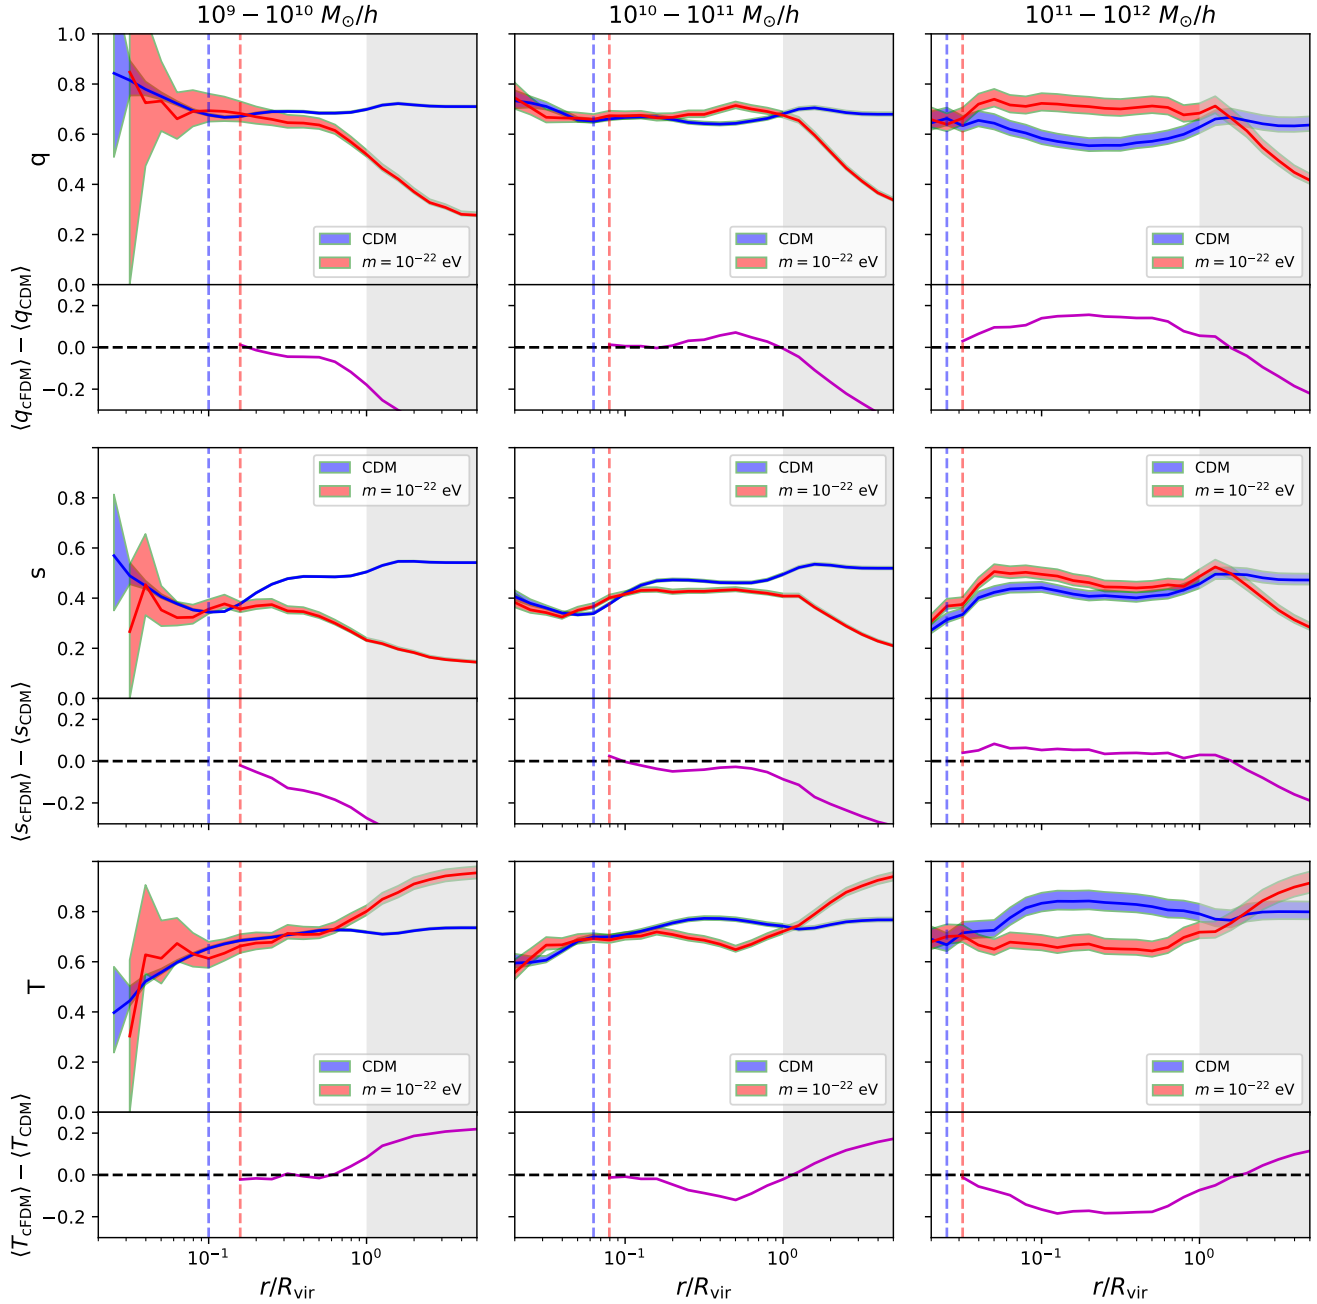 10⁹ − 10¹⁰ M⊙/h
10¹⁰ − 10¹¹ M⊙/h
10¹¹ − 10¹² M⊙/h
q
1.0
0.8
0.6
0.4
0.2
0.0
CDM
m = 10⁻²² eV
CDM
m = 10⁻²² eV
CDM
m = 10⁻²² eV
⟨q_cFDM⟩ − ⟨q_CDM⟩
0.2
0.0
−0.2
s
0.8
0.6
0.4
0.2
0.0
CDM
m = 10⁻²² eV
CDM
m = 10⁻²² eV
CDM
m = 10⁻²² eV
⟨s_cFDM⟩ − ⟨s_CDM⟩
0.2
0.0
−0.2
T
0.8
0.6
0.4
0.2
0.0
CDM
m = 10⁻²² eV
CDM
m = 10⁻²² eV
CDM
m = 10⁻²² eV
⟨T_cFDM⟩ − ⟨T_CDM⟩
0.2
0.0
−0.2
10⁻¹ 10⁰
10⁻¹ 10⁰
10⁻¹ 10⁰
r/R_vir
r/R_vir
r/R_vir